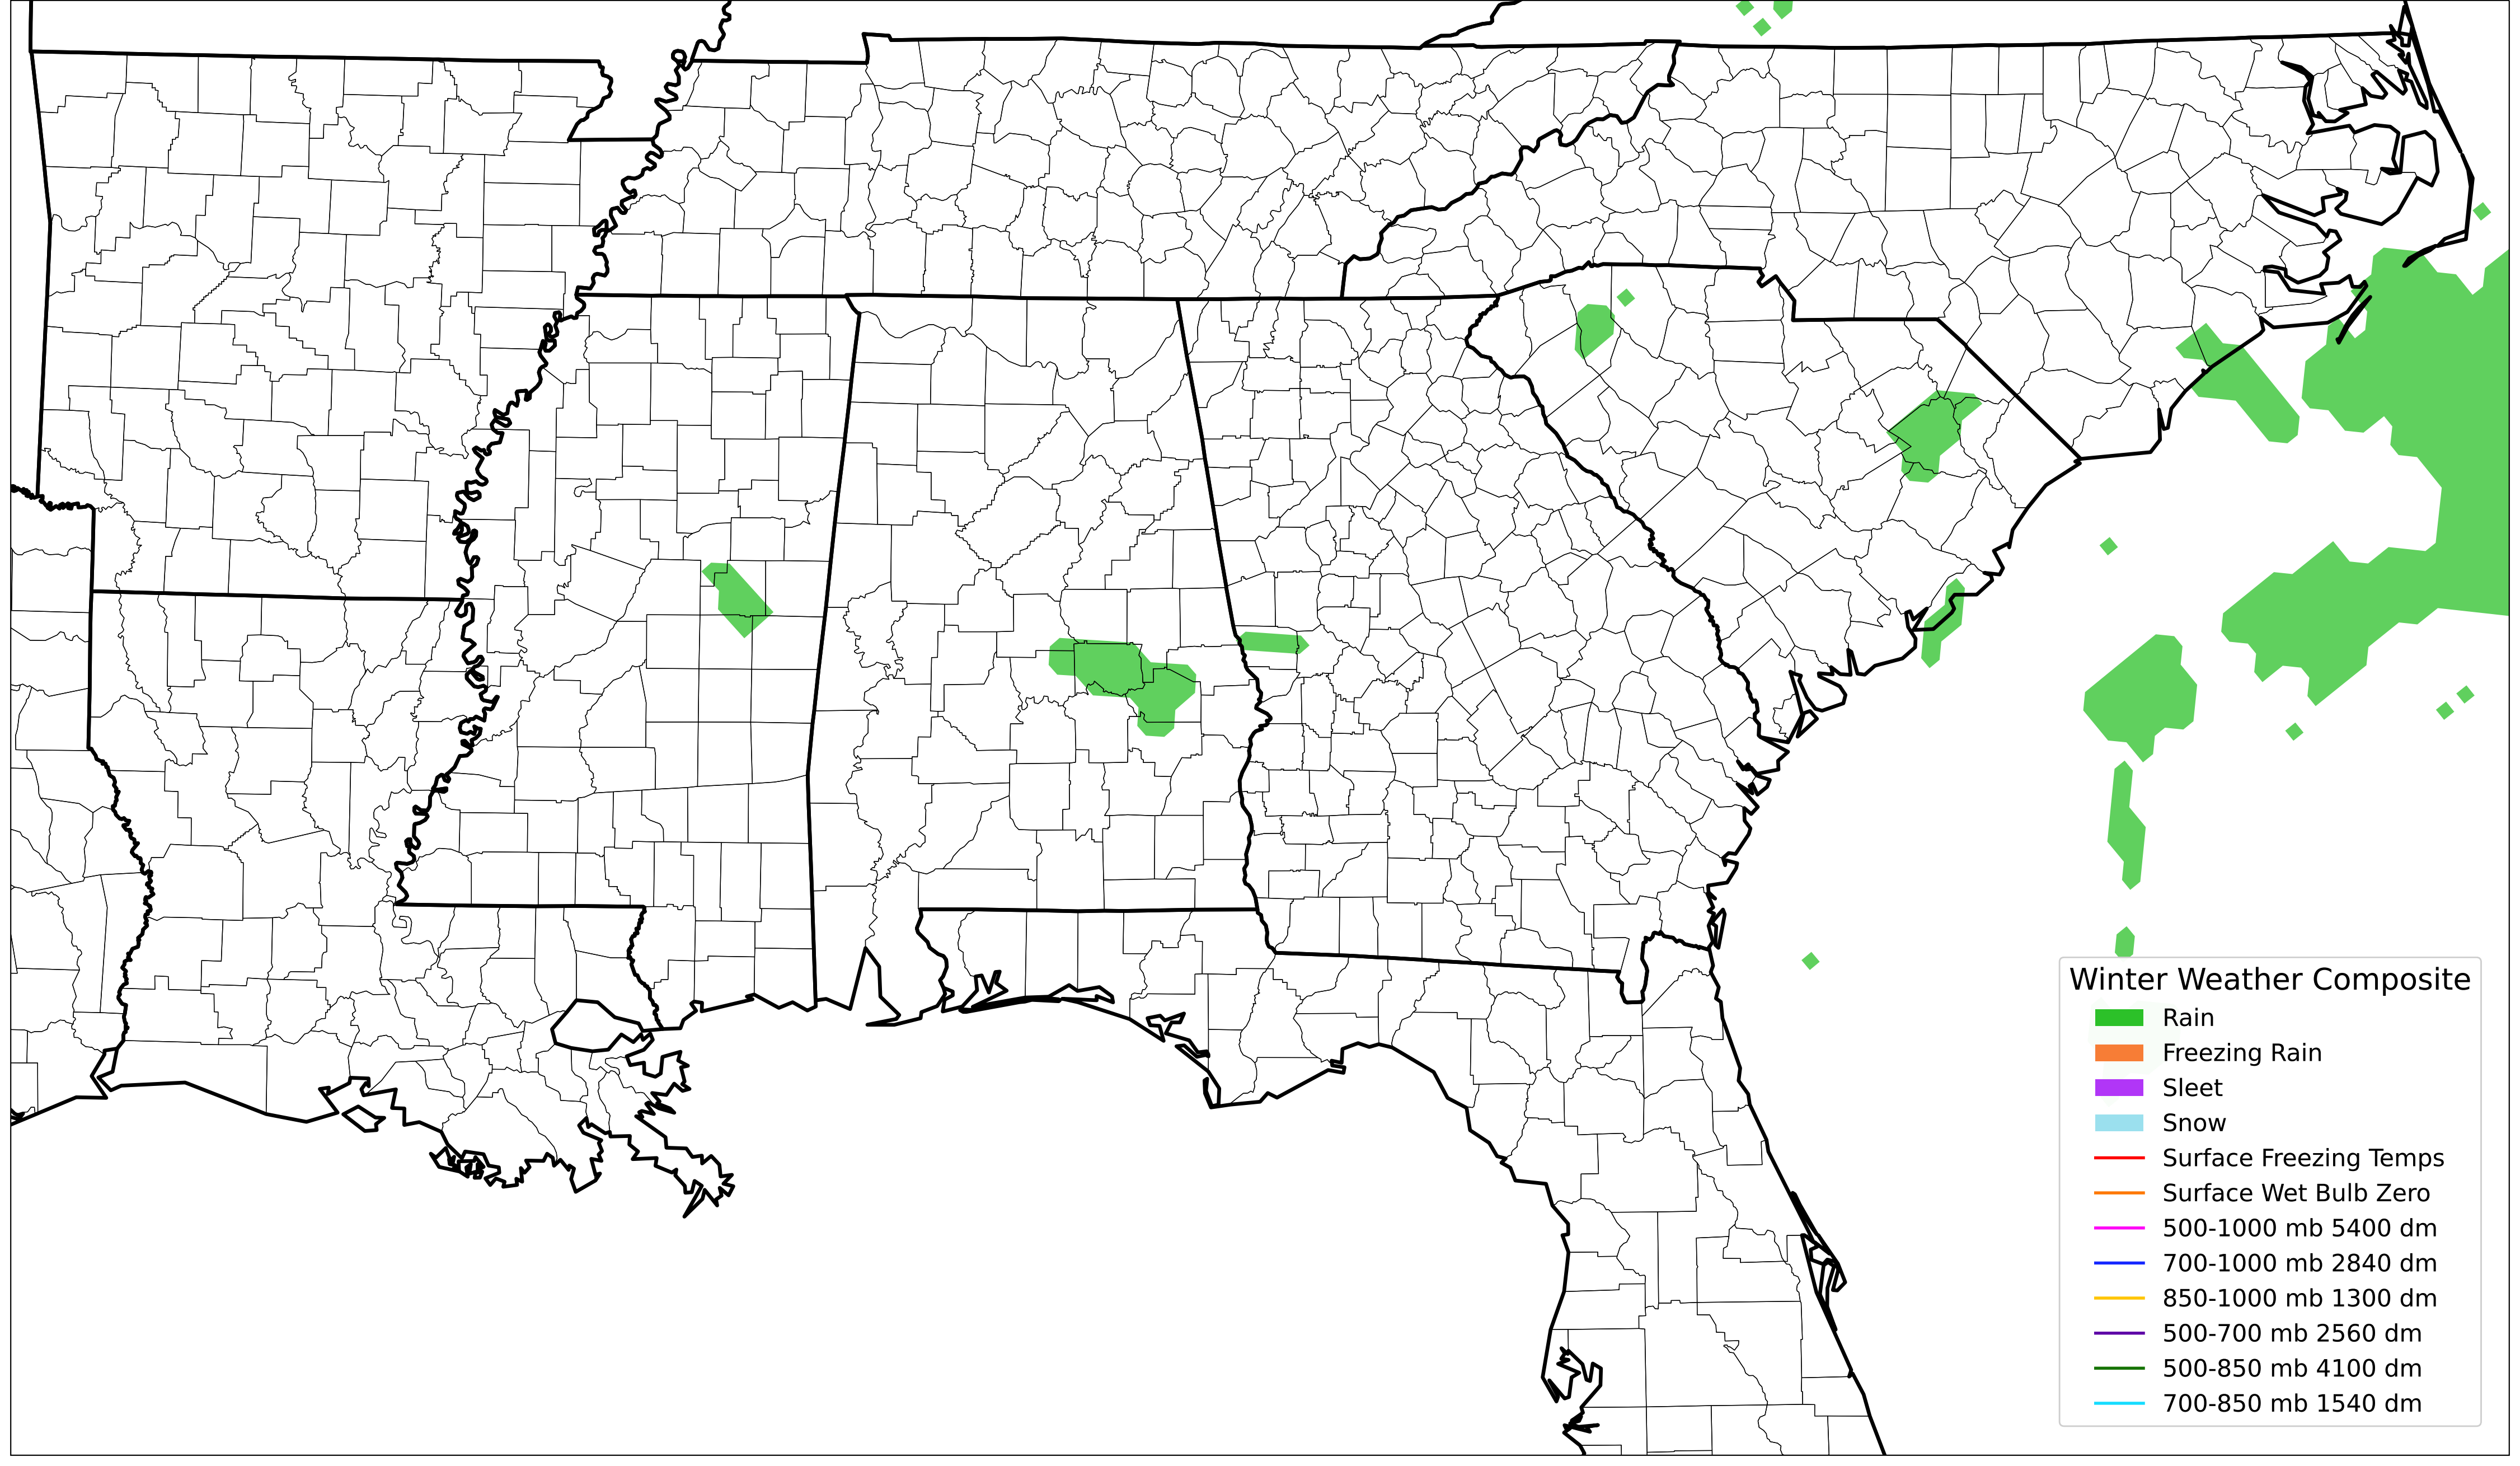 Winter Weather Composite
Rain
Freezing Rain
Sleet
Snow
Surface Freezing Temps
Surface Wet Bulb Zero
500-1000 mb 5400 dm
700-1000 mb 2840 dm
850-1000 mb 1300 dm
500-700 mb 2560 dm
500-850 mb 4100 dm
700-850 mb 1540 dm